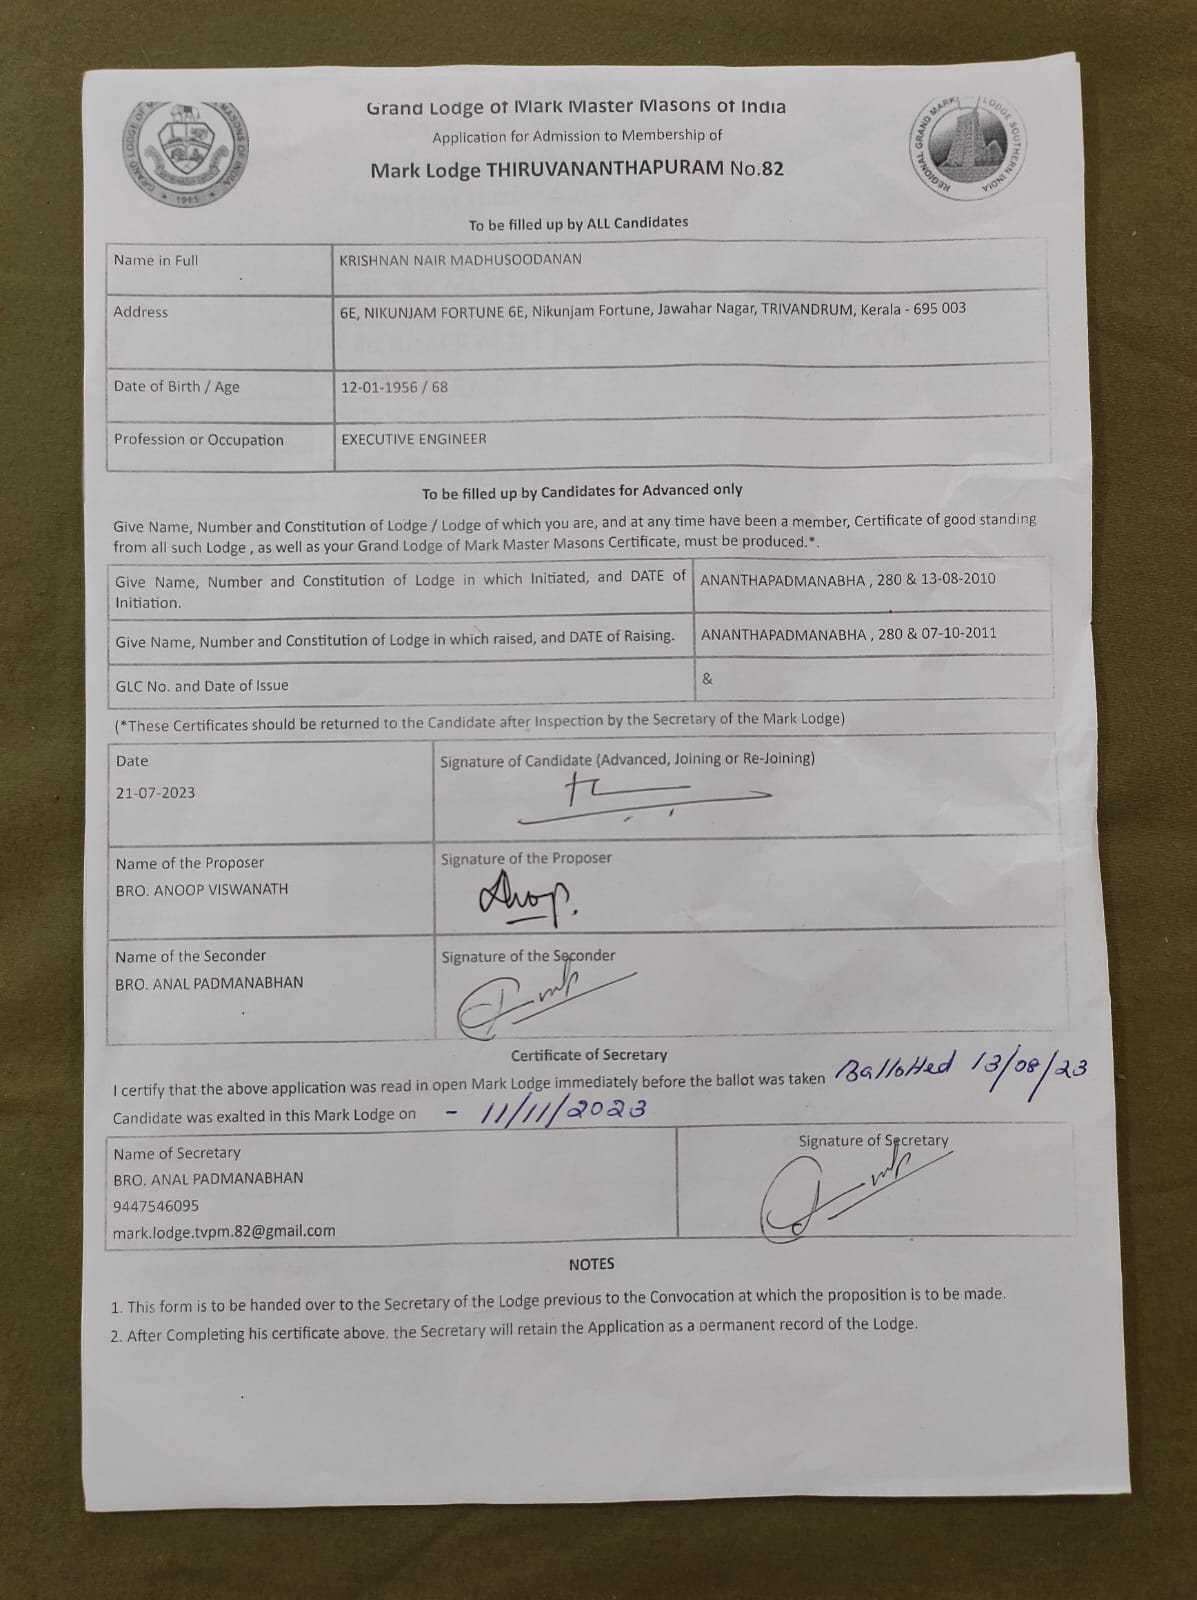 Grand Lodge of Mark Master Masons of India
Application for Admission to Membership of
Mark Lodge THIRUVANANTHAPURAM No.82
GRAND LODGE OF MASONS OF INDIA
* 1965 *
REGIONAL GRAND MARK LODGE SOUTHERN INDIA
To be filled up by ALL Candidates
Name in Full KRISHNAN NAIR MADHUSOODANAN
Address 6E, NIKUNJAM FORTUNE 6E, Nikunjam Fortune, Jawahar Nagar, TRIVANDRUM, Kerala - 695 003
Date of Birth / Age 12-01-1956 / 68
Profession or Occupation EXECUTIVE ENGINEER
To be filled up by Candidates for Advanced only
Give Name, Number and Constitution of Lodge / Lodge of which you are, and at any time have been a member, Certificate of good standing
from all such Lodge , as well as your Grand Lodge of Mark Master Masons Certificate, must be produced.*.
Give Name, Number and Constitution of Lodge in which Initiated, and DATE of ANANTHAPADMANABHA , 280 & 13-08-2010
Initiation.
Give Name, Number and Constitution of Lodge in which raised, and DATE of Raising. ANANTHAPADMANABHA , 280 & 07-10-2011
GLC No. and Date of Issue &
(*These Certificates should be returned to the Candidate after Inspection by the Secretary of the Mark Lodge)
Date Signature of Candidate (Advanced, Joining or Re-Joining)
21-07-2023
Name of the Proposer Signature of the Proposer
BRO. ANOOP VISWANATH
Anop.
Name of the Seconder Signature of the Seconder
BRO. ANAL PADMANABHAN
Certificate of Secretary
I certify that the above application was read in open Mark Lodge immediately before the ballot was taken Ballotted 13/08/23
Candidate was exalted in this Mark Lodge on - 11/11/2023
Name of Secretary Signature of Secretary
BRO. ANAL PADMANABHAN
9447546095
mark.lodge.tvpm.82@gmail.com
NOTES
1. This form is to be handed over to the Secretary of the Lodge previous to the Convocation at which the proposition is to be made.
2. After Completing his certificate above. the Secretary will retain the Application as a permanent record of the Lodge.